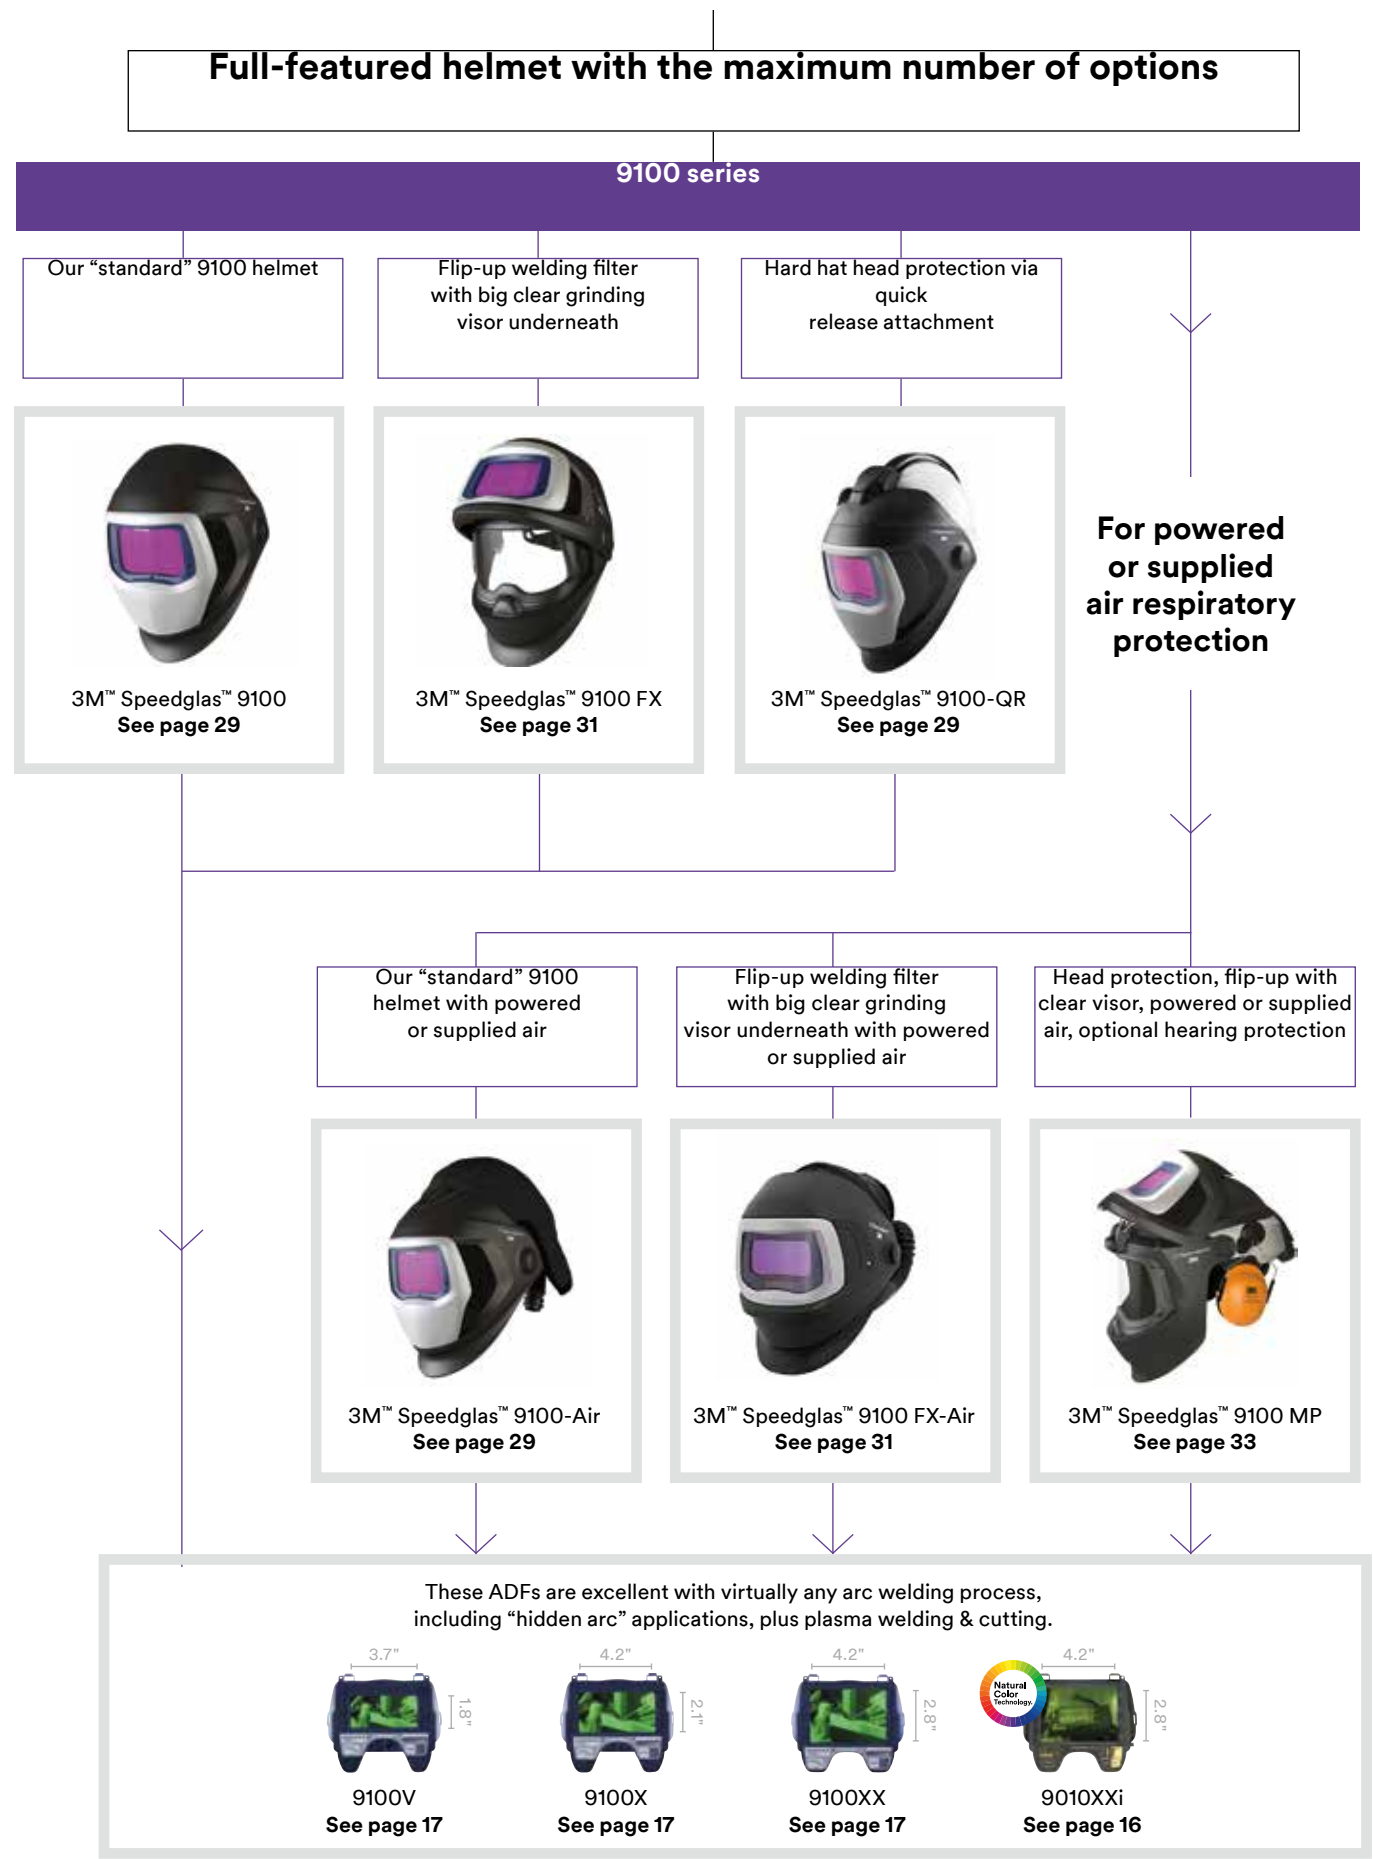 Full-featured helmet with the maximum number of options
9100 series
Our “standard” 9100 helmet
Flip-up welding filter
with big clear grinding
visor underneath
Hard hat head protection via
quick
release attachment
3M™ Speedglas™ 9100
See page 29
3M™ Speedglas™ 9100 FX
See page 31
3M™ Speedglas™ 9100-QR
See page 29
For powered
or supplied
air respiratory
protection
Our “standard” 9100
helmet with powered
or supplied air
Flip-up welding filter
with big clear grinding
visor underneath with powered
or supplied air
Head protection, flip-up with
clear visor, powered or supplied
air, optional hearing protection
3M™ Speedglas™ 9100-Air
See page 29
3M™ Speedglas™ 9100 FX-Air
See page 31
3M™ Speedglas™ 9100 MP
See page 33
These ADFs are excellent with virtually any arc welding process,
including “hidden arc” applications, plus plasma welding & cutting.
3.7"
1.8"
9100V
See page 17
4.2"
2.1"
9100X
See page 17
4.2"
2.8"
9100XX
See page 17
Natural
Color
Technology.
4.2"
2.8"
9010XXi
See page 16